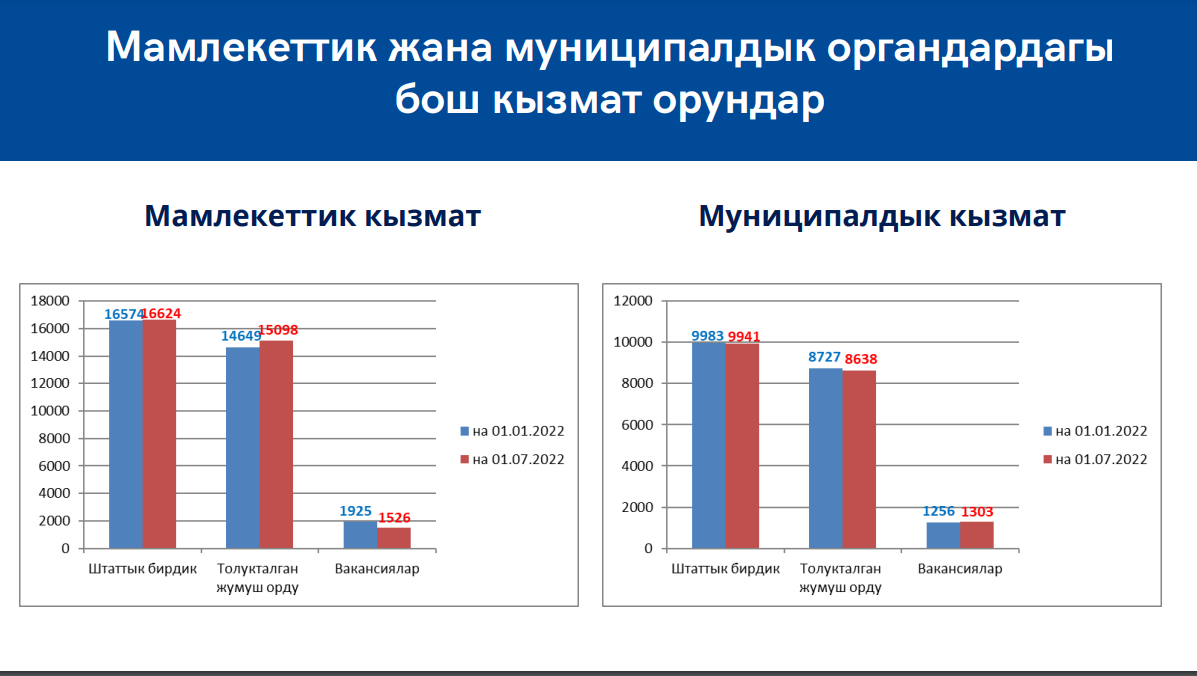 Мамлекеттик жана муниципалдык органдардагы
бош кызмат орундар
Мамлекеттик кызмат
18000
16000
14000
12000
10000
8000
6000
4000
2000
0
16574 16624
14649 15098
1925 1526
Штаттык бирдик
Толукталган
жумуш орду
Вакансиялар
на 01.01.2022
на 01.07.2022
Муниципалдык кызмат
12000
10000
8000
6000
4000
2000
0
9983 9941
8727 8638
1256 1303
Штаттык бирдик
Толукталган
жумуш орду
Вакансиялар
на 01.01.2022
на 01.07.2022